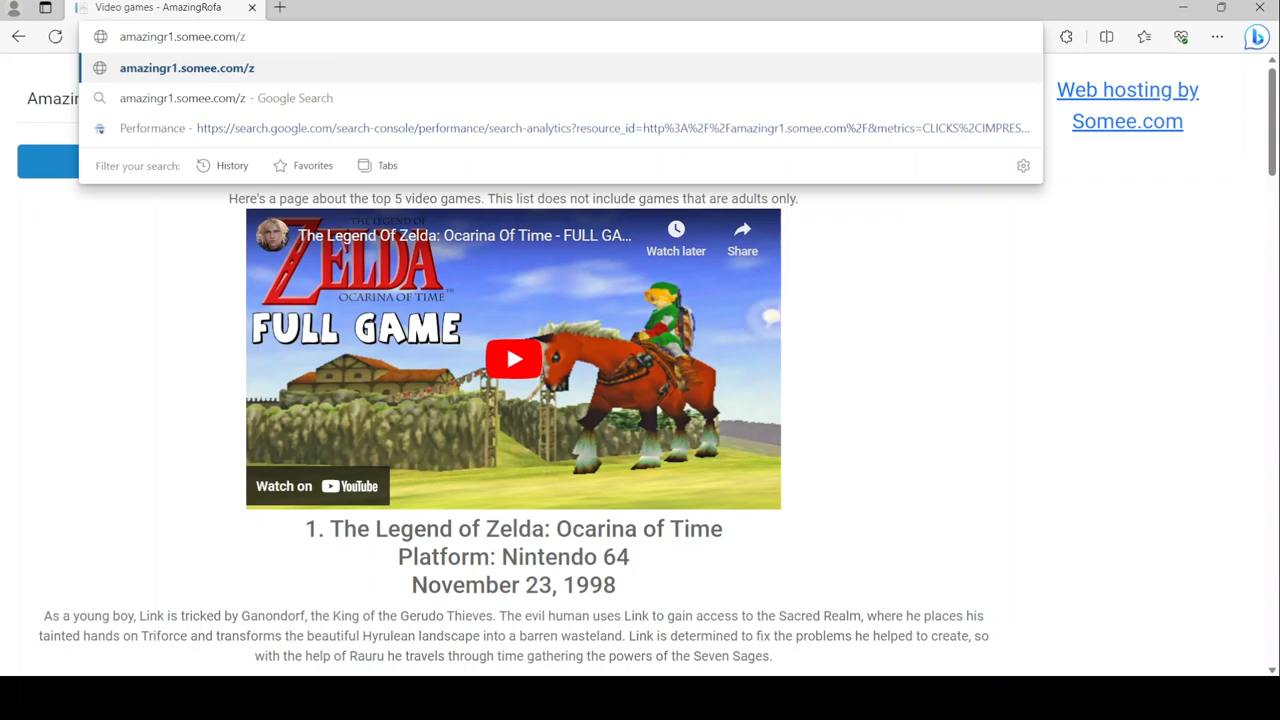 Video games - AmazingRofa
amazingr1.somee.com/z
amazingr1.somee.com/z
amazingr1.somee.com/z - Google Search
Performance - https://search.google.com/search-console/performance/search-analytics?resource_id=http%3A%2F%2Famazingr1.somee.com%2F&metrics=CLICKS%2CIMPRES...
Filter your search: History Favorites Tabs
Amazin
Web hosting by
Somee.com
Here's a page about the top 5 video games. This list does not include games that are adults only.
The Legend Of Zelda: Ocarina Of Time - FULL GA...
Watch later
Share
THE LEGEND OF
ZELDA
OCARINA OF TIME
FULL GAME
Watch on YouTube
1. The Legend of Zelda: Ocarina of Time
Platform: Nintendo 64
November 23, 1998
As a young boy, Link is tricked by Ganondorf, the King of the Gerudo Thieves. The evil human uses Link to gain access to the Sacred Realm, where he places his
tainted hands on Triforce and transforms the beautiful Hyrulean landscape into a barren wasteland. Link is determined to fix the problems he helped to create, so
with the help of Rauru he travels through time gathering the powers of the Seven Sages.